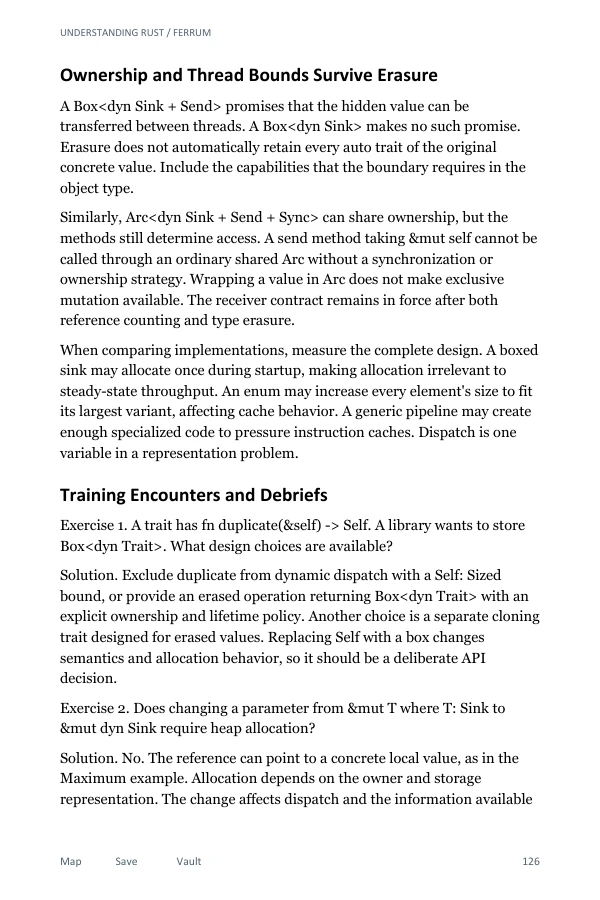 UNDERSTANDING RUST / FERRUM
Ownership and Thread Bounds Survive Erasure
A Box<dyn Sink + Send> promises that the hidden value can be
transferred between threads. A Box<dyn Sink> makes no such promise.
Erasure does not automatically retain every auto trait of the original
concrete value. Include the capabilities that the boundary requires in the
object type.
Similarly, Arc<dyn Sink + Send + Sync> can share ownership, but the
methods still determine access. A send method taking &mut self cannot be
called through an ordinary shared Arc without a synchronization or
ownership strategy. Wrapping a value in Arc does not make exclusive
mutation available. The receiver contract remains in force after both
reference counting and type erasure.
When comparing implementations, measure the complete design. A boxed
sink may allocate once during startup, making allocation irrelevant to
steady-state throughput. An enum may increase every element's size to fit
its largest variant, affecting cache behavior. A generic pipeline may create
enough specialized code to pressure instruction caches. Dispatch is one
variable in a representation problem.
Training Encounters and Debriefs
Exercise 1. A trait has fn duplicate(&self) -> Self. A library wants to store
Box<dyn Trait>. What design choices are available?
Solution. Exclude duplicate from dynamic dispatch with a Self: Sized
bound, or provide an erased operation returning Box<dyn Trait> with an
explicit ownership and lifetime policy. Another choice is a separate cloning
trait designed for erased values. Replacing Self with a box changes
semantics and allocation behavior, so it should be a deliberate API
decision.
Exercise 2. Does changing a parameter from &mut T where T: Sink to
&mut dyn Sink require heap allocation?
Solution. No. The reference can point to a concrete local value, as in the
Maximum example. Allocation depends on the owner and storage
representation. The change affects dispatch and the information available
Map Save Vault 126